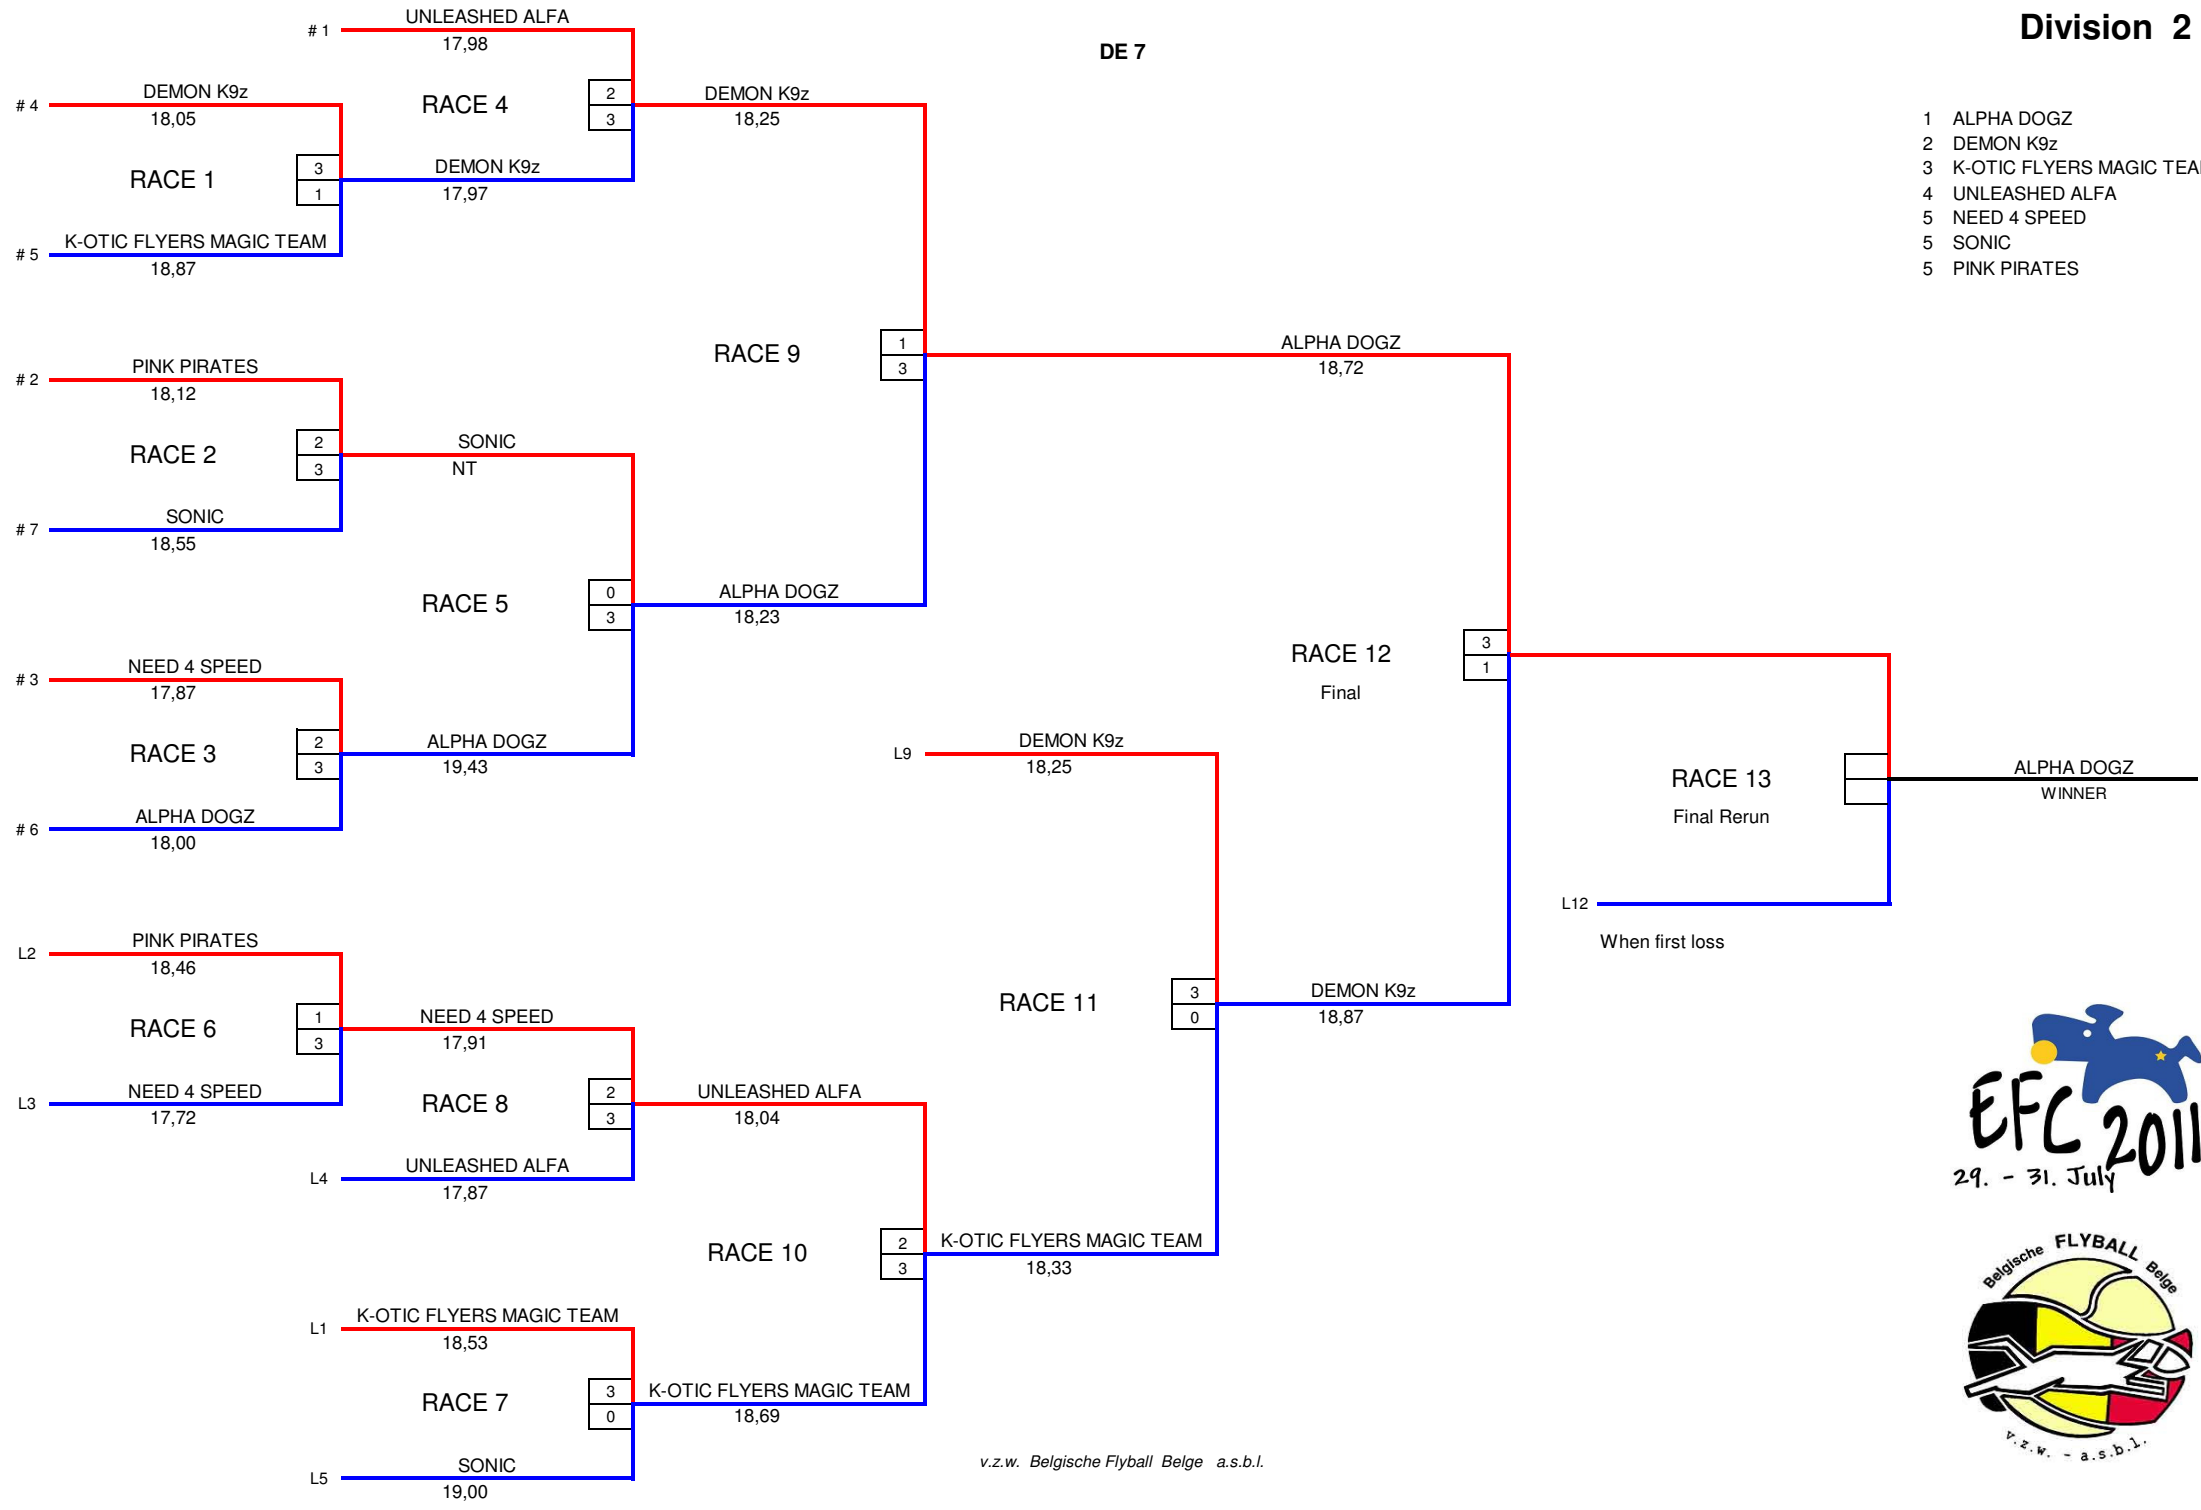 Division 2
DE 7
1 ALPHA DOGZ
2 DEMON K9z
3 K-OTIC FLYERS MAGIC TEA
4 UNLEASHED ALFA
5 NEED 4 SPEED
5 SONIC
5 PINK PIRATES
# 1 UNLEASHED ALFA
17,98
# 4 DEMON K9z
18,05
RACE 4
2
3
DEMON K9z
18,25
RACE 1
3
1
DEMON K9z
17,97
# 5 K-OTIC FLYERS MAGIC TEAM
18,87
RACE 9
1
3
ALPHA DOGZ
18,72
# 2 PINK PIRATES
18,12
RACE 2
2
3
SONIC
NT
# 7 SONIC
18,55
RACE 5
0
3
ALPHA DOGZ
18,23
# 3 NEED 4 SPEED
17,87
RACE 3
2
3
ALPHA DOGZ
19,43
# 6 ALPHA DOGZ
18,00
RACE 12
Final
3
1
L9 DEMON K9z
18,25
RACE 13
Final Rerun
ALPHA DOGZ
WINNER
L12
When first loss
L2 PINK PIRATES
18,46
RACE 6
1
3
NEED 4 SPEED
17,91
L3 NEED 4 SPEED
17,72
RACE 8
2
3
UNLEASHED ALFA
18,04
L4 UNLEASHED ALFA
17,87
RACE 11
3
0
DEMON K9z
18,87
RACE 10
2
3
K-OTIC FLYERS MAGIC TEAM
18,33
L1 K-OTIC FLYERS MAGIC TEAM
18,53
RACE 7
3
0
K-OTIC FLYERS MAGIC TEAM
18,69
L5 SONIC
19,00
EFC 2011
29. - 31. July
Belgische FLYBALL Belge
v.z.w. - a.s.b.l.
v.z.w. Belgische Flyball Belge a.s.b.l.